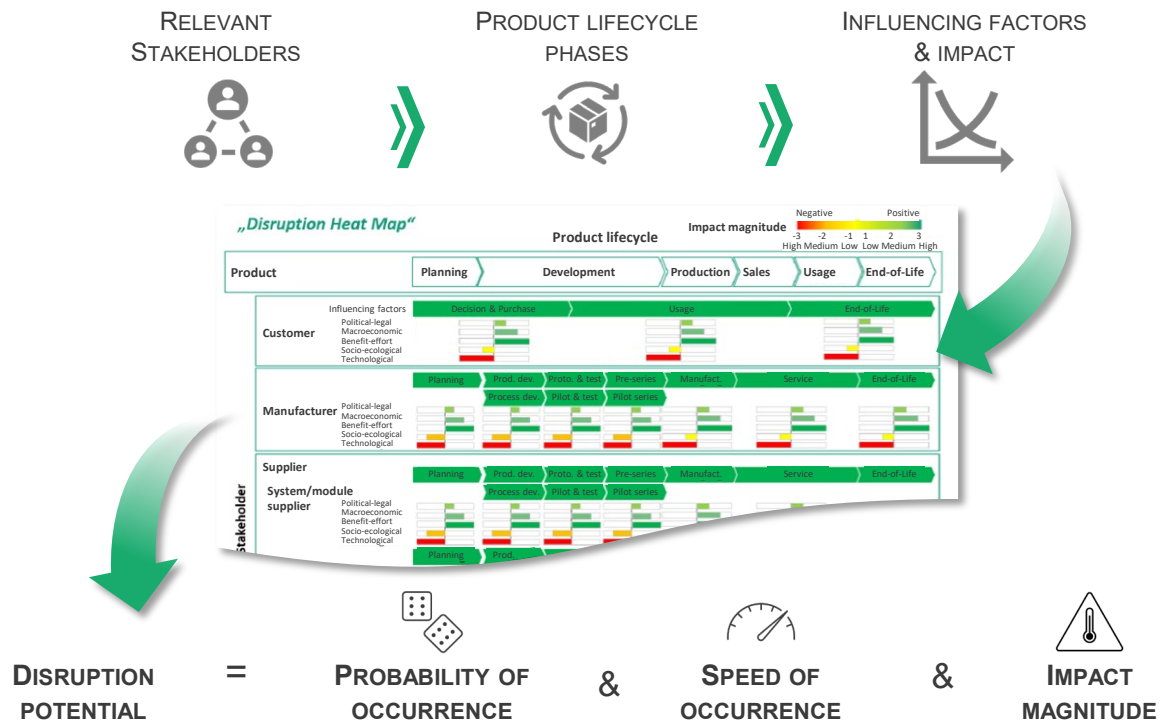 RELEVANT
STAKEHOLDERS
PRODUCT LIFECYCLE
PHASES
INFLUENCING FACTORS
& IMPACT
„Disruption Heat Map“
Product lifecycle
Impact magnitude
Negative Positive
-3 -2 -1 1 2 3
High Medium Low Low Medium High
Product
Planning Development Production Sales Usage End-of-Life
Influencing factors
Decision & Purchase Usage End-of-Life
Customer
Political-legal
Macroeconomic
Benefit-effort
Socio-ecological
Technological
Planning Prod. dev. Proto. & test Pre-series Manufact. Service End-of-Life
Process dev. Pilot & test Pilot series
Manufacturer
Political-legal
Macroeconomic
Benefit-effort
Socio-ecological
Technological
Stakeholder
Supplier
Planning Prod. dev. Proto. & test Pre-series Manufact. Service End-of-Life
Process dev. Pilot & test Pilot series
System/module
supplier
Political-legal
Macroeconomic
Benefit-effort
Socio-ecological
Technological
Planning Prod.
DISRUPTION
POTENTIAL
=
PROBABILITY OF
OCCURRENCE
&
SPEED OF
OCCURRENCE
&
IMPACT
MAGNITUDE